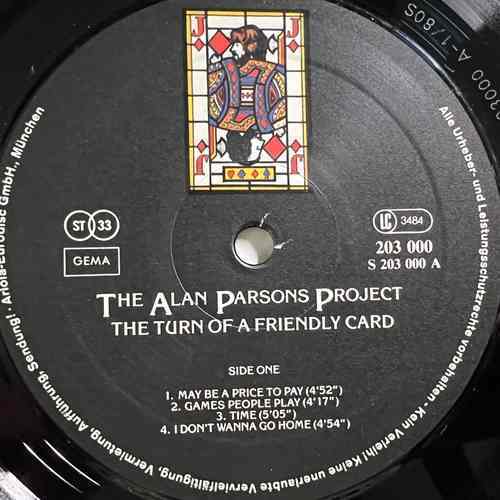 J
J
ST 33
GEMA
LC 3484
203 000
S 203 000 A
THE ALAN PARSONS PROJECT
THE TURN OF A FRIENDLY CARD
SIDE ONE
1. MAY BE A PRICE TO PAY (4'52")
2. GAMES PEOPLE PLAY (4'17")
3. TIME (5'05")
4. I DON'T WANNA GO HOME (4'54")
Alle Urheber- und Leistungsschutzrechte vorbehalten · Kein Verleih! Keine unerlaubte Vervielfältigung, Vermietung Aufführung, Sendung! · Ariola-Eurodisc GmbH., München